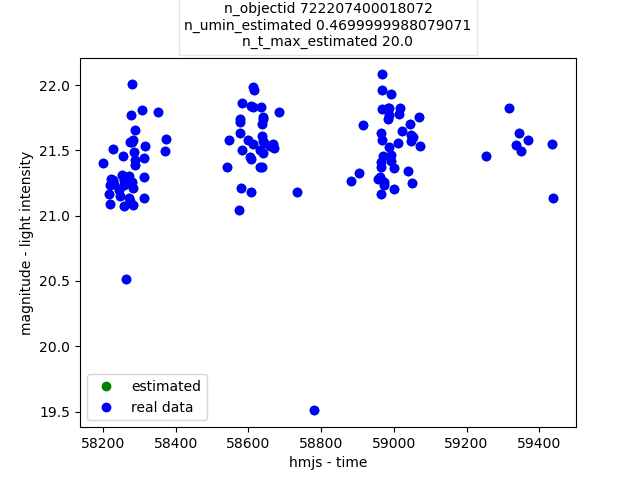 n_objectid 722207400018072
n_umin_estimated 0.4699999988079071
n_t_max_estimated 20.0
22.0
21.5
21.0
20.5
20.0
19.5
magnitude - light intensity
estimated
real data
58200 58400 58600 58800 59000 59200 59400
hmjs - time